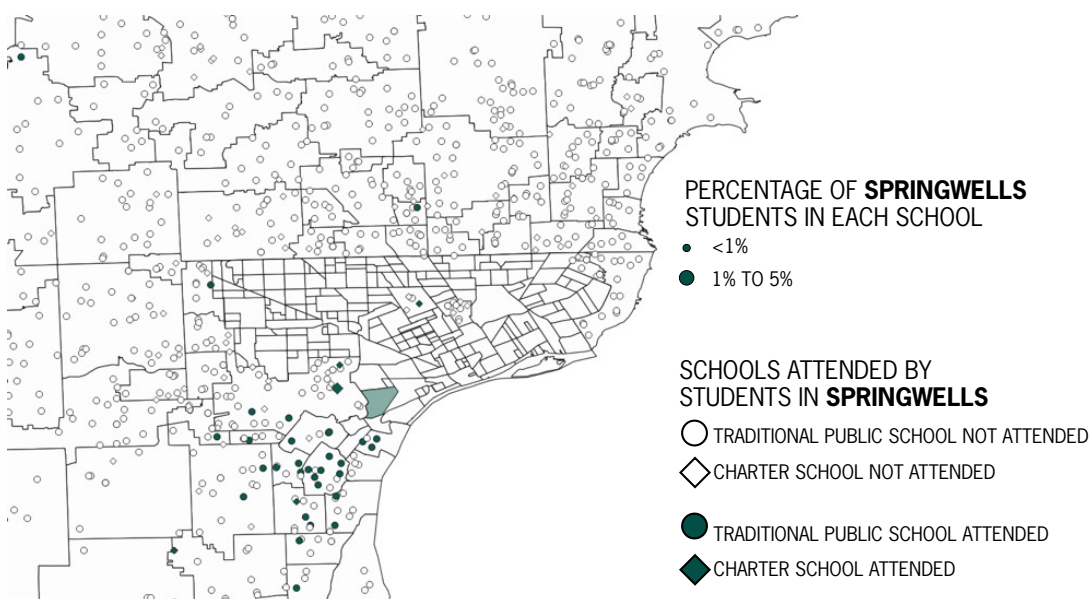 PERCENTAGE OF SPRINGWELLS
STUDENTS IN EACH SCHOOL
<1%
1% TO 5%
SCHOOLS ATTENDED BY
STUDENTS IN SPRINGWELLS
TRADITIONAL PUBLIC SCHOOL NOT ATTENDED
CHARTER SCHOOL NOT ATTENDED
TRADITIONAL PUBLIC SCHOOL ATTENDED
CHARTER SCHOOL ATTENDED